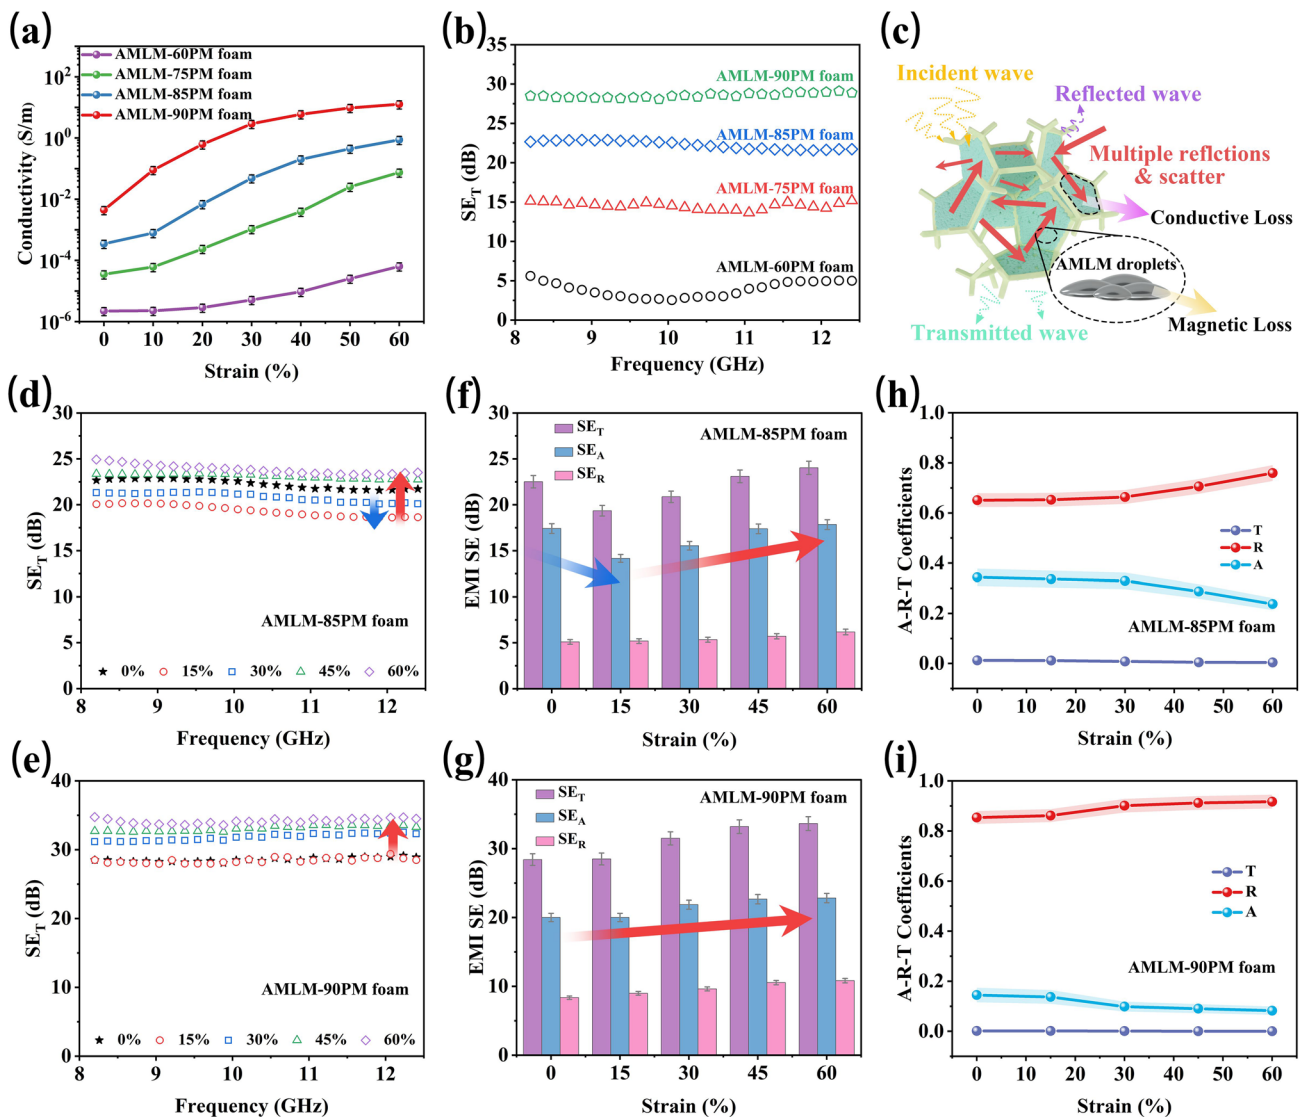 (a)
AMLM-60PM foam
AMLM-75PM foam
AMLM-85PM foam
AMLM-90PM foam
Conductivity (S/m)
10²
10⁰
10⁻²
10⁻⁴
10⁻⁶
0 10 20 30 40 50 60
Strain (%)
(b)
35
30
25
20
15
10
5
0
SE_T (dB)
AMLM-90PM foam
AMLM-85PM foam
AMLM-75PM foam
AMLM-60PM foam
8 9 10 11 12
Frequency (GHz)
(c)
Incident wave
Reflected wave
Multiple reflctions
& scatter
Conductive Loss
AMLM droplets
Magnetic Loss
Transmitted wave
(d)
30
25
20
15
10
5
0
SE_T (dB)
AMLM-85PM foam
0% 15% 30% 45% 60%
8 9 10 11 12
Frequency (GHz)
(f)
30
25
20
15
10
5
0
EMI SE (dB)
SE_T
SE_A
SE_R
AMLM-85PM foam
0 15 30 45 60
Strain (%)
(h)
1.0
0.8
0.6
0.4
0.2
0.0
A-R-T Coefficients
T
R
A
AMLM-85PM foam
0 10 20 30 40 50 60
Strain (%)
(e)
40
30
20
10
0
SE_T (dB)
AMLM-90PM foam
0% 15% 30% 45% 60%
8 9 10 11 12
Frequency (GHz)
(g)
40
30
20
10
0
EMI SE (dB)
SE_T
SE_A
SE_R
AMLM-90PM foam
0 15 30 45 60
Strain (%)
(i)
1.0
0.8
0.6
0.4
0.2
0.0
A-R-T Coefficients
T
R
A
AMLM-90PM foam
0 10 20 30 40 50 60
Strain (%)